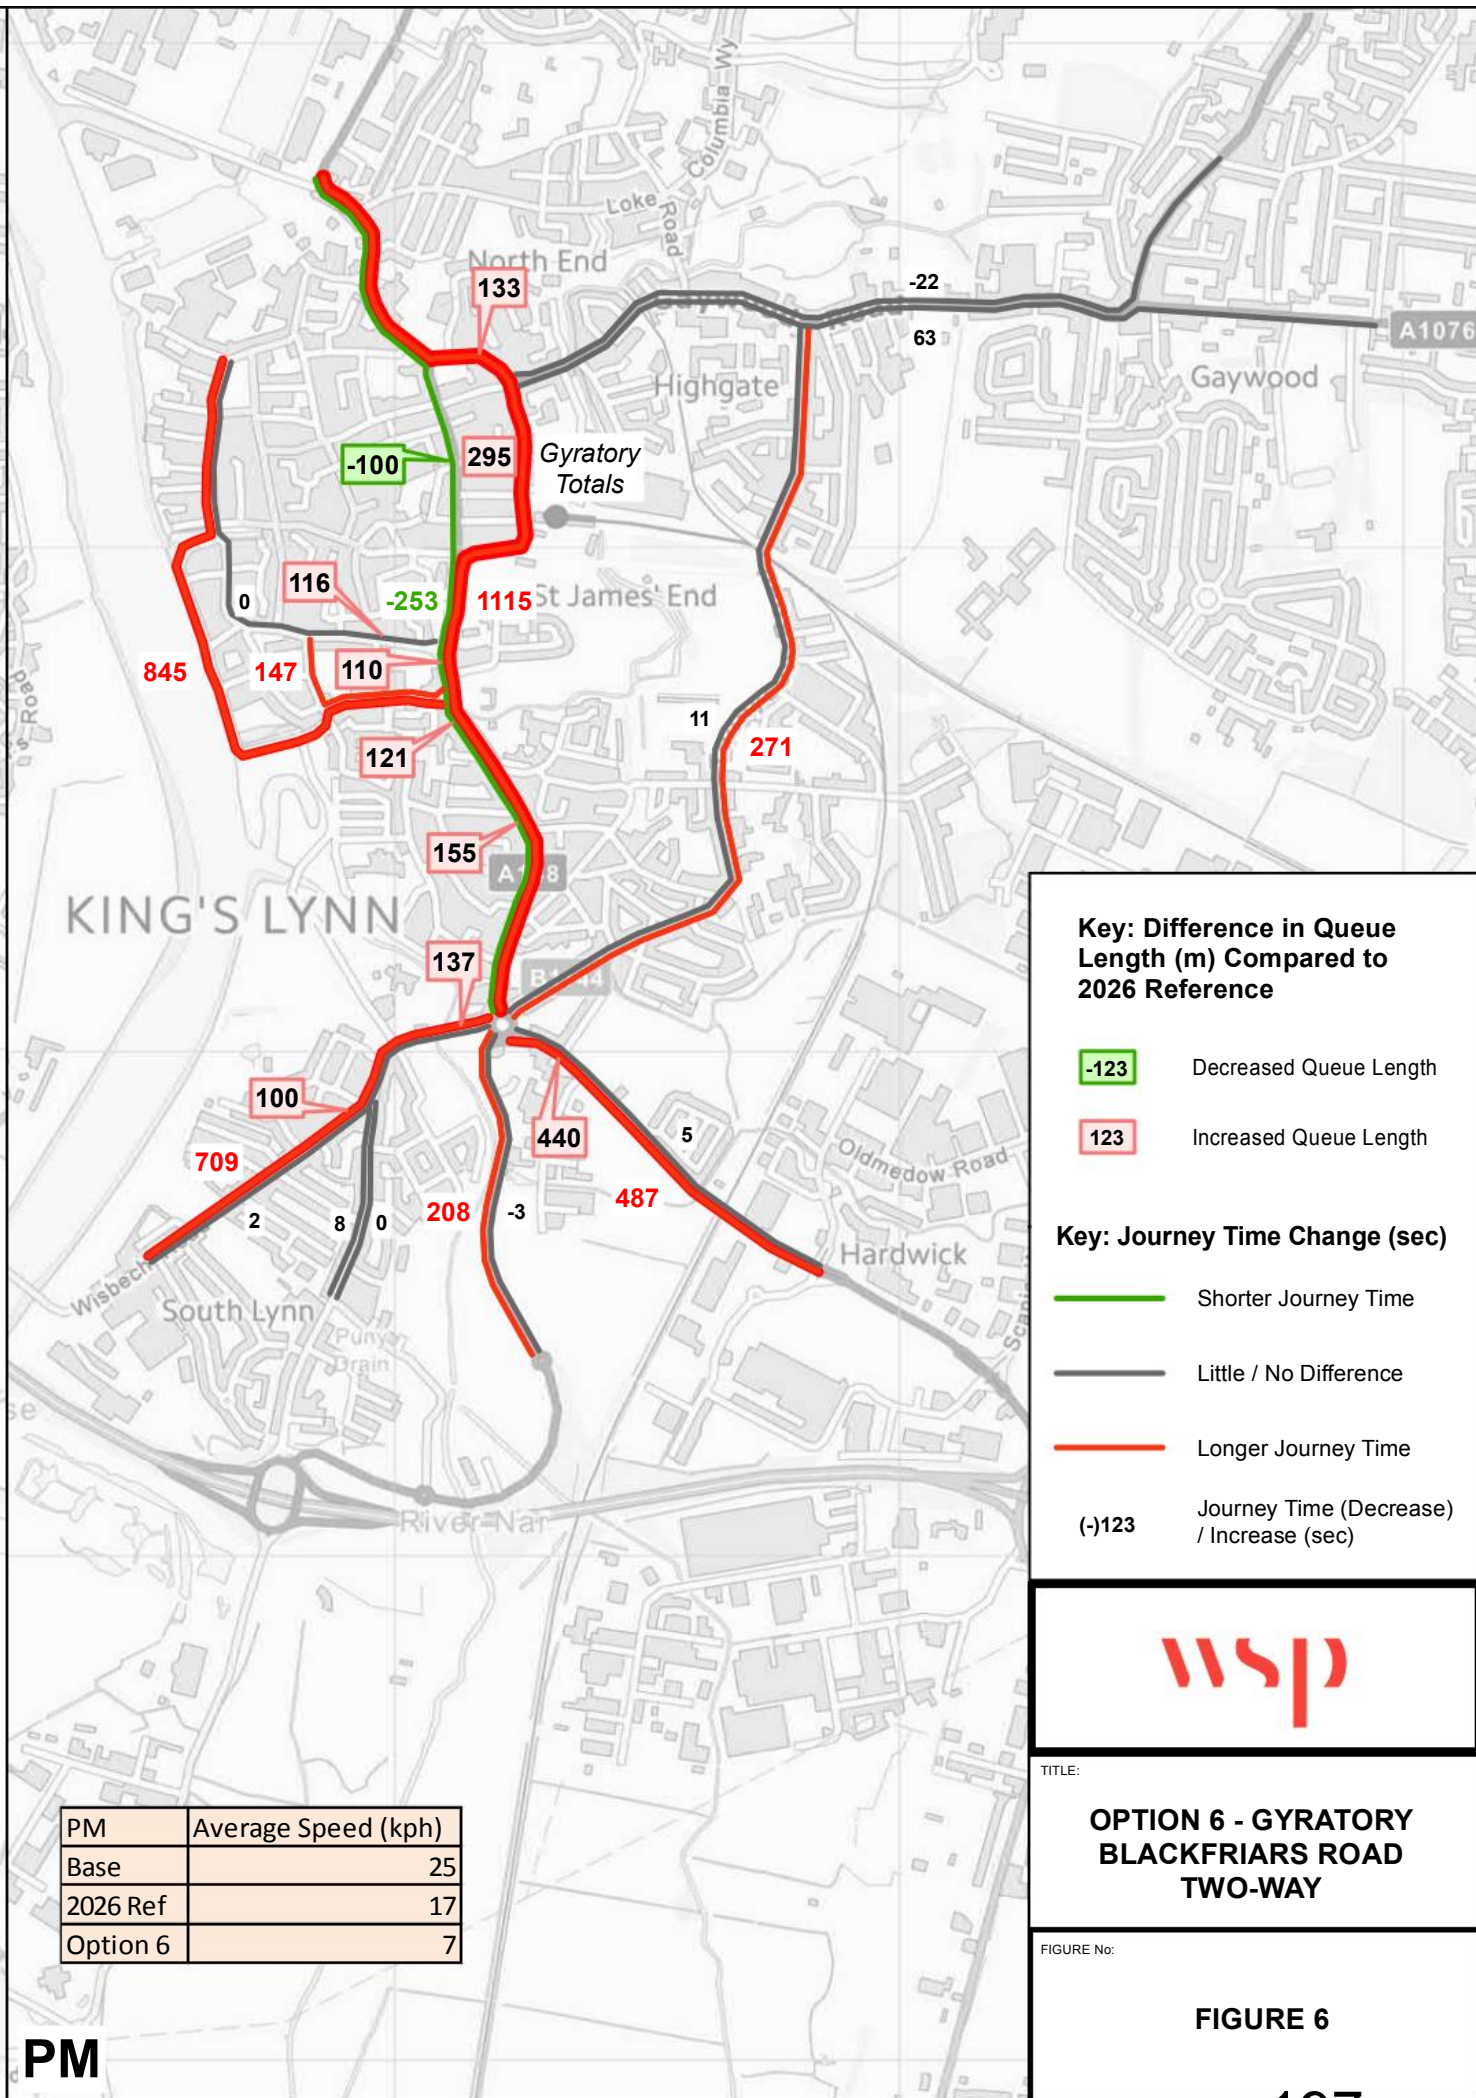 Columbia Wy
Loke Road
North End
133
-22
63
A1076
Highgate
Gaywood
-100
295
Gyratory
Totals
116
0
-253
1115
St James' End
845
147
110
11
271
121
155
KING'S LYNN
137
100
440
5
Oldmedow Road
709
2
8
0
208
-3
487
Hardwick
Wisbech
South Lynn
Puny
Drain
River Nar
Key: Difference in Queue
Length (m) Compared to
2026 Reference
-123 Decreased Queue Length
123 Increased Queue Length
Key: Journey Time Change (sec)
Shorter Journey Time
Little / No Difference
Longer Journey Time
(-)123 Journey Time (Decrease)
/ Increase (sec)
wsp
TITLE:
OPTION 6 - GYRATORY
BLACKFRIARS ROAD
TWO-WAY
FIGURE No:
FIGURE 6
PM Average Speed (kph)
Base 25
2026 Ref 17
Option 6 7
PM